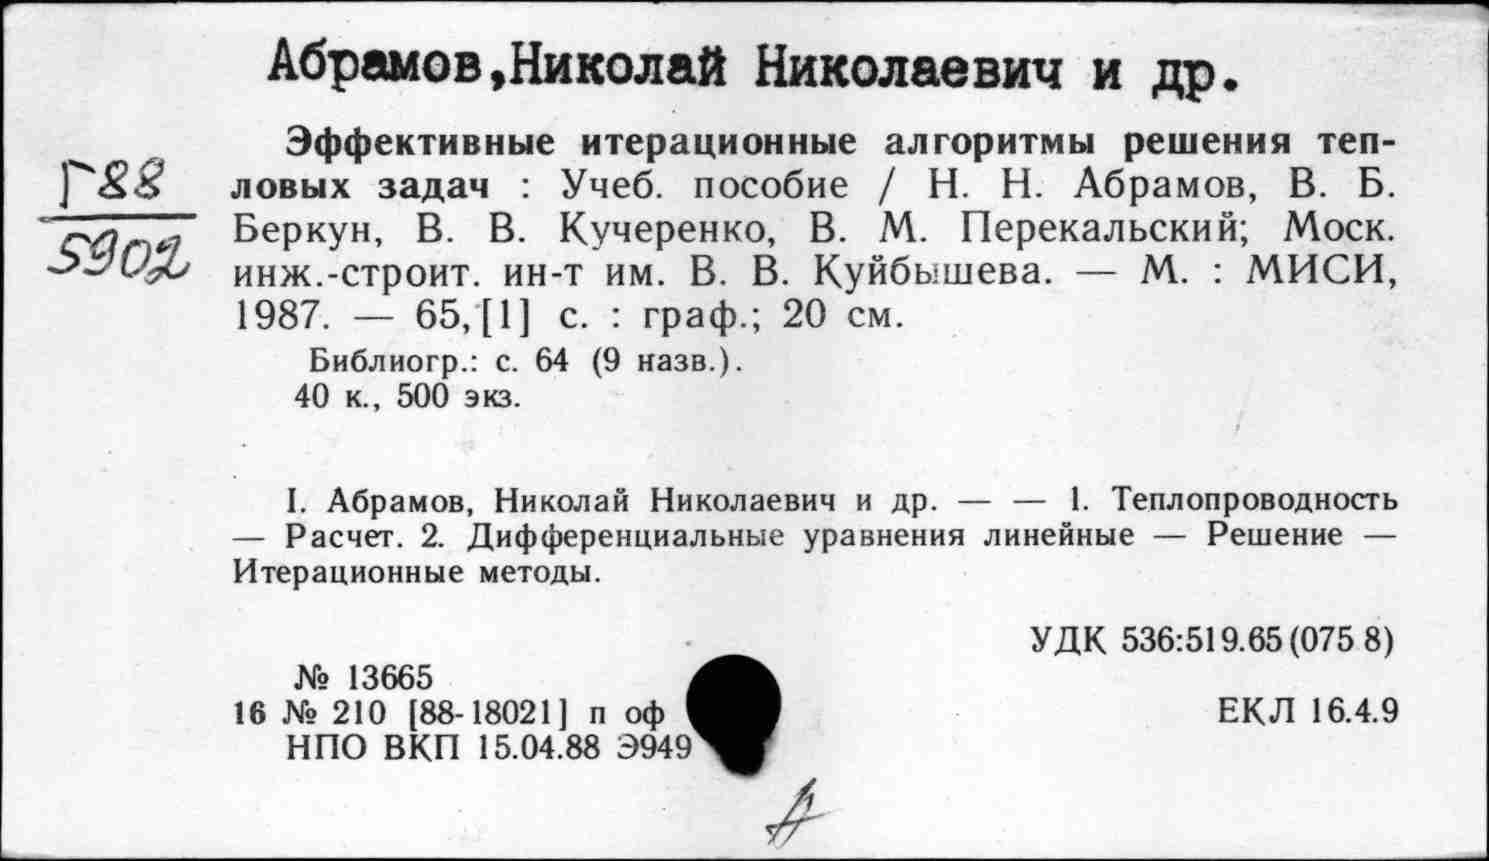 Абрамов,Николай Николаевич и др.
Эффективные итерационные алгоритмы решения теп-
ловых задач : Учеб. пособие / Н. Н. Абрамов, В. Б.
Беркун, В. В. Кучеренко, В. М. Перекальский; Моск.
инж.-строит. ин-т им. В. В. Куйбышева. — М. : МИСИ,
1987. — 65, [1] с. : граф.; 20 см.
Г88
5902
Библиогр.: с. 64 (9 назв.).
40 к., 500 экз.
I. Абрамов, Николай Николаевич и др. — — 1. Теплопроводность
— Расчет. 2. Дифференциальные уравнения линейные — Решение —
Итерационные методы.
УДК 536:519.65(075 8)
№ 13665
16 № 210 [88-18021] п оф
ЕКЛ 16.4.9
НПО ВКП 15.04.88 Э949